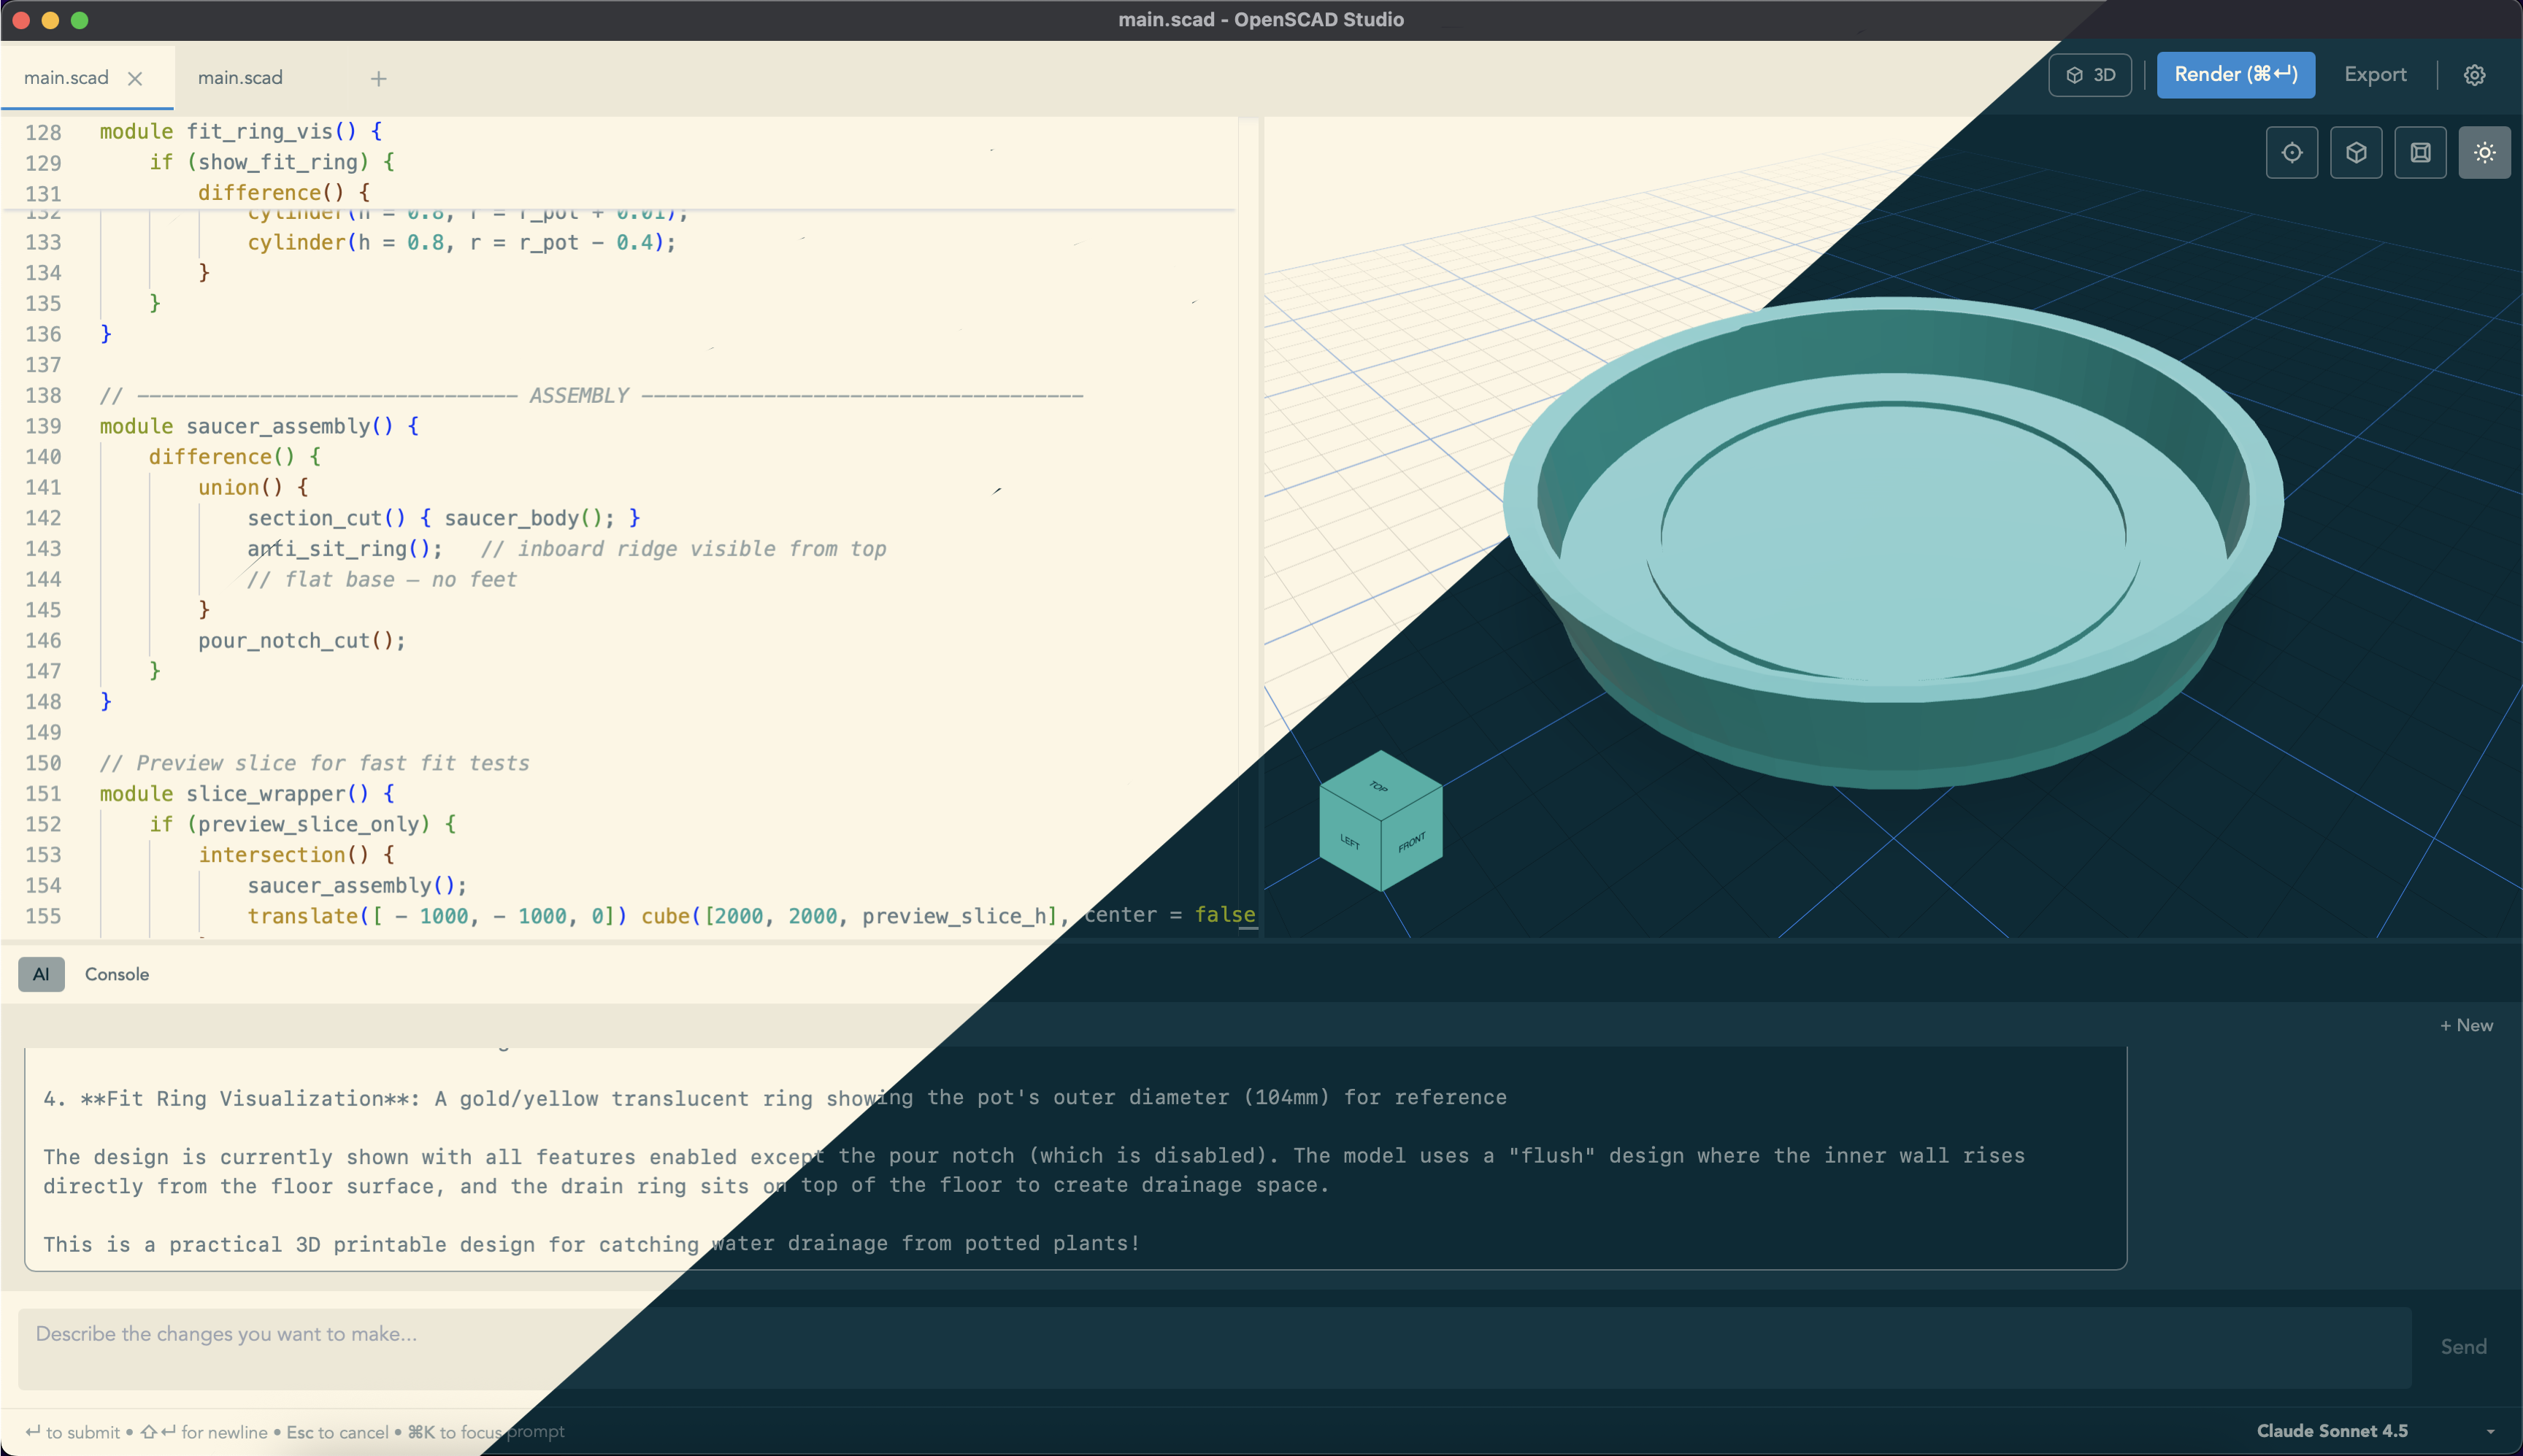 main.scad - OpenSCAD Studio
main.scad
main.scad
3D
Render (⌘↵)
Export
128 module fit_ring_vis() {
129 if (show_fit_ring) {
131 difference() {
132 cylinder(h = 0.8, r = r_pot + 0.01);
133 cylinder(h = 0.8, r = r_pot - 0.4);
134 }
135 }
136 }
137
138 // ------------------------------- ASSEMBLY ------------------------------------
139 module saucer_assembly() {
140 difference() {
141 union() {
142 section_cut() { saucer_body(); }
143 anti_sit_ring(); // inboard ridge visible from top
144 // flat base – no feet
145 }
146 pour_notch_cut();
147 }
148 }
149
150 // Preview slice for fast fit tests
151 module slice_wrapper() {
152 if (preview_slice_only) {
153 intersection() {
154 saucer_assembly();
155 translate([ - 1000, - 1000, 0]) cube([2000, 2000, preview_slice_h], center = false
TOP
LEFT
FRONT
AI
Console
+ New
4. **Fit Ring Visualization**: A gold/yellow translucent ring showing the pot's outer diameter (104mm) for reference
The design is currently shown with all features enabled except the pour notch (which is disabled). The model uses a "flush" design where the inner wall rises
directly from the floor surface, and the drain ring sits on top of the floor to create drainage space.
This is a practical 3D printable design for catching water drainage from potted plants!
Describe the changes you want to make...
Send
↵ to submit • ⇧↵ for newline • Esc to cancel • ⌘K to focus prompt
Claude Sonnet 4.5